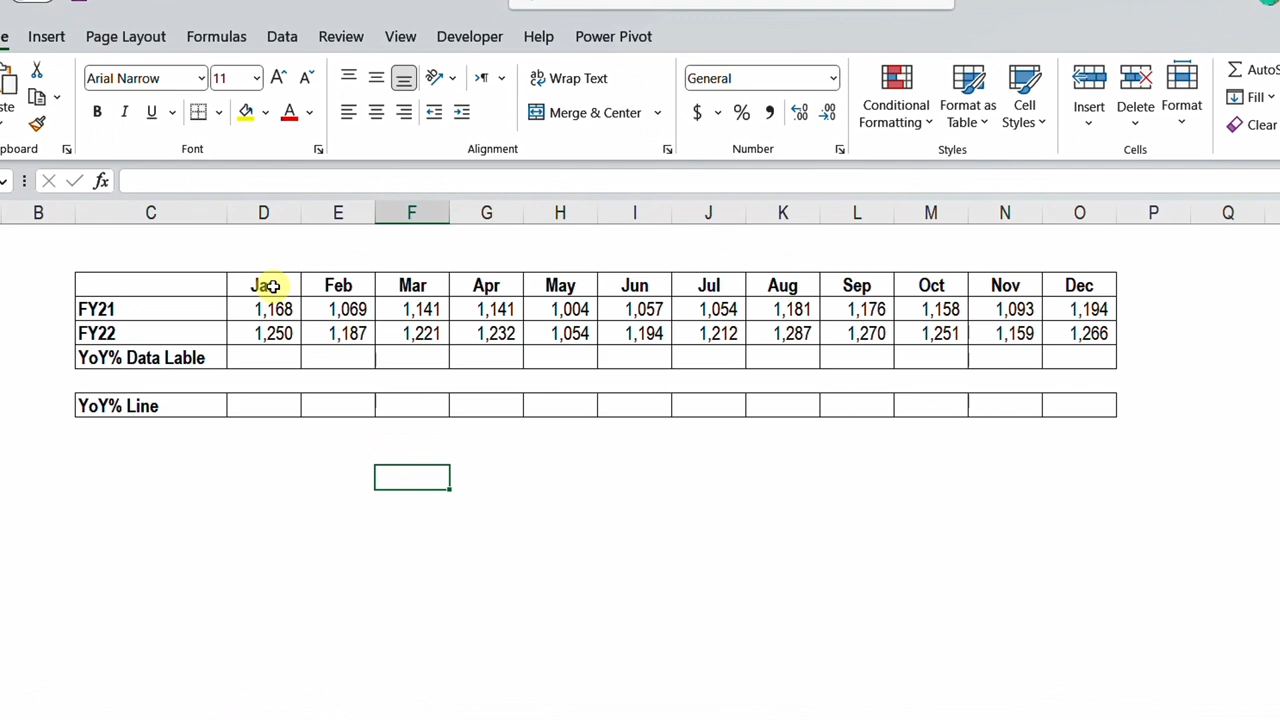 e Insert Page Layout Formulas Data Review View Developer Help Power Pivot
Arial Narrow 11 Wrap Text General AutoS
ste B I U Merge & Center $ % Conditional Formatting Format as Table Cell Styles Insert Delete Format Fill
Clear
pboard Font Alignment Number Styles Cells
fx
B C D E F G H I J K L M N O P Q
Ja Feb Mar Apr May Jun Jul Aug Sep Oct Nov Dec
FY21 1,168 1,069 1,141 1,141 1,004 1,057 1,054 1,181 1,176 1,158 1,093 1,194
FY22 1,250 1,187 1,221 1,232 1,054 1,194 1,212 1,287 1,270 1,251 1,159 1,266
YoY% Data Lable
YoY% Line